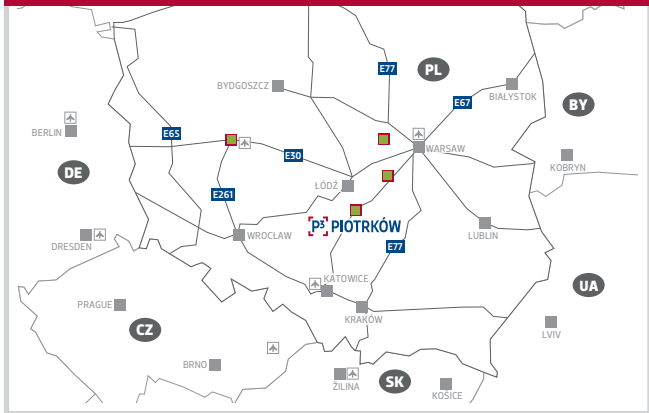 E77
PL
BYDGOSZCZ
BIAŁYSTOK
E67
BY
BERLIN
E65
WARSAW
E30
KOBRYN
DE
ŁÓDŹ
E261
P3 PIOTRKÓW
WROCŁAW
LUBLIN
DRESDEN
E77
KATOWICE
UA
PRAGUE
KRAKÓW
CZ
LVIV
BRNO
SK
ŽILINA
KOSICE